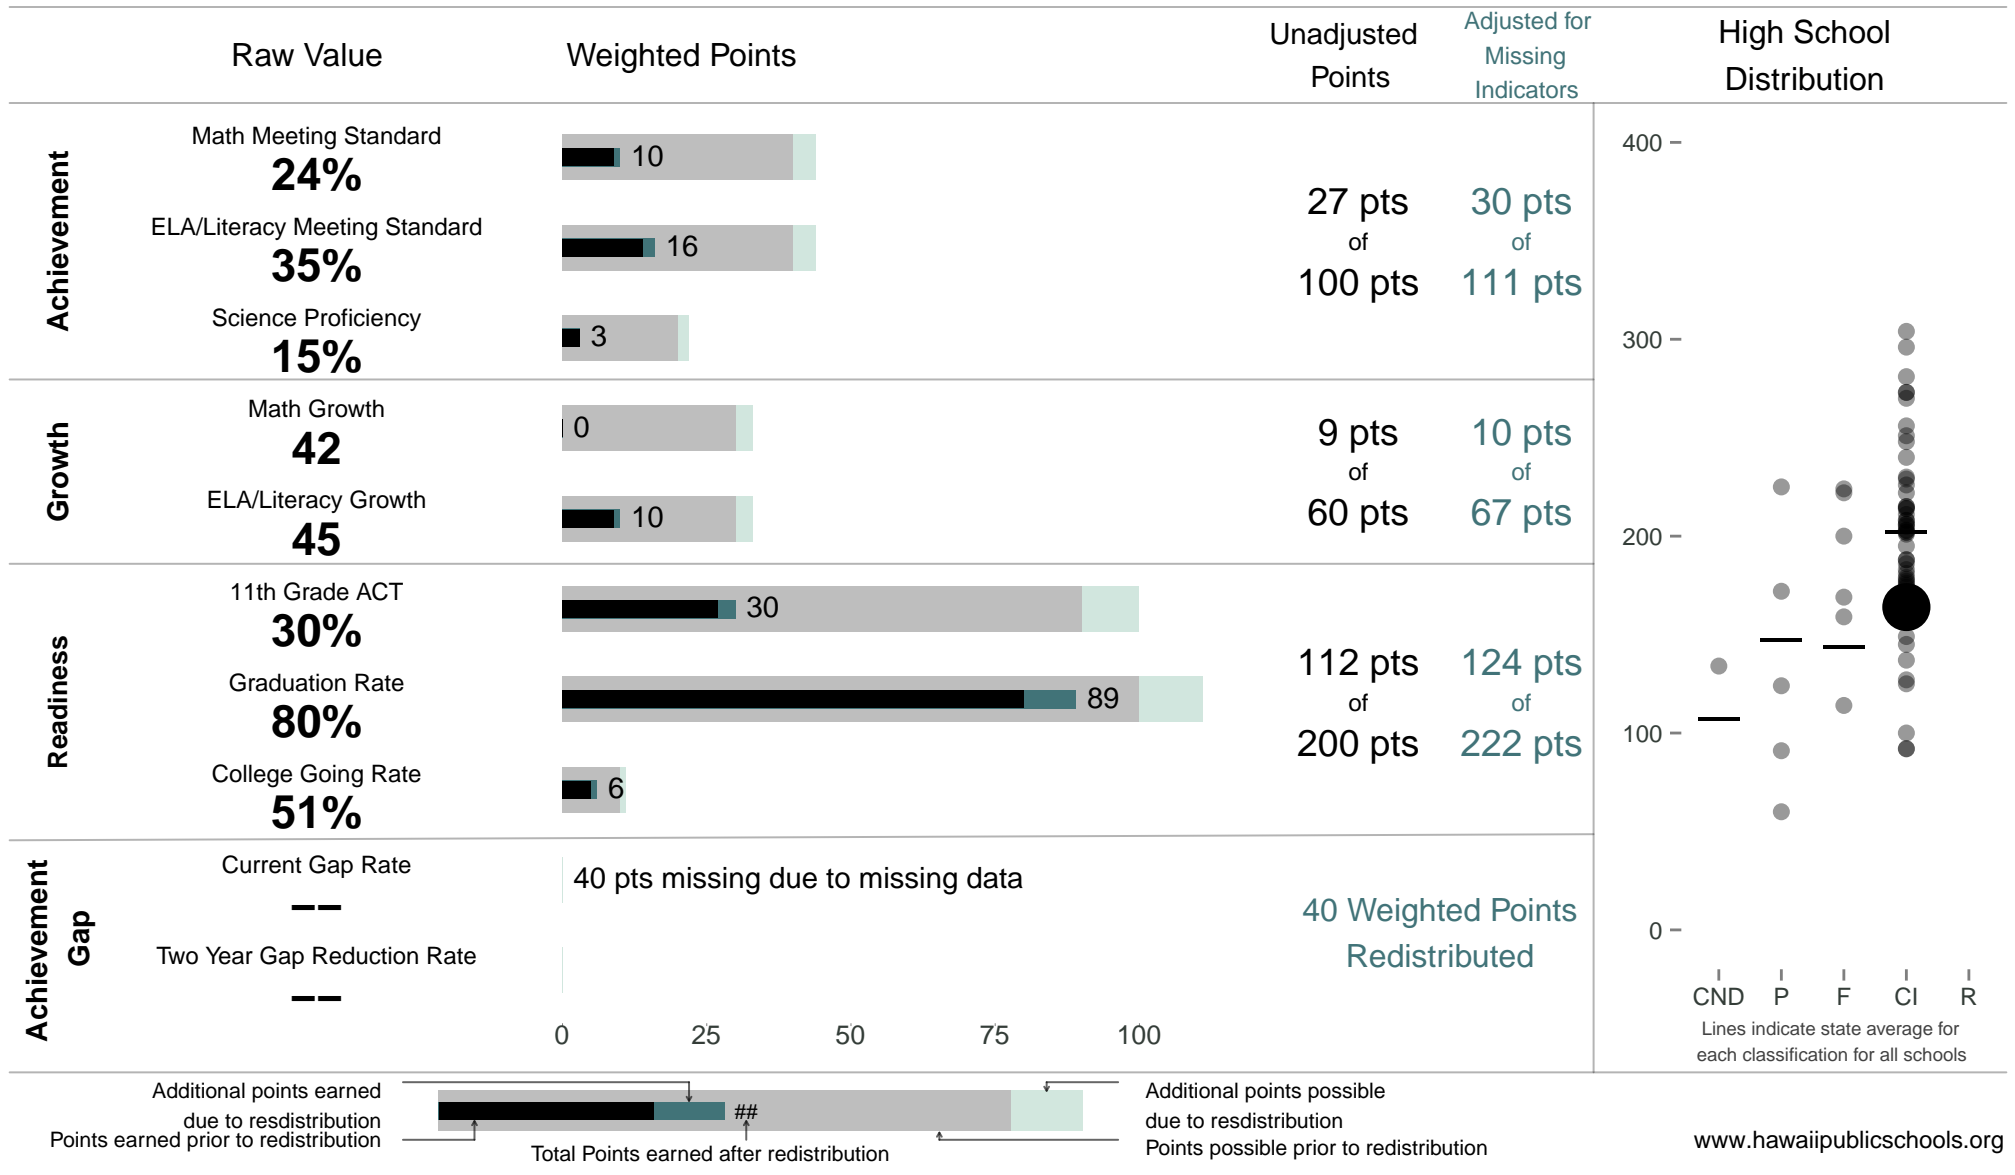 Raw Value
Weighted Points
Unadjusted
Points
Adjusted for
Missing
Indicators
High School
Distribution
Achievement
Math Meeting Standard
24%
10
ELA/Literacy Meeting Standard
35%
16
Science Proficiency
15%
3
27 pts
of
100 pts
30 pts
of
111 pts
Growth
Math Growth
42
0
ELA/Literacy Growth
45
10
9 pts
of
60 pts
10 pts
of
67 pts
Readiness
11th Grade ACT
30%
30
Graduation Rate
80%
89
College Going Rate
51%
6
112 pts
of
200 pts
124 pts
of
222 pts
Achievement
Gap
Current Gap Rate
--
40 pts missing due to missing data
Two Year Gap Reduction Rate
--
40 Weighted Points
Redistributed
0 25 50 75 100
400
300
200
100
0
CND P F CI R
Lines indicate state average for
each classification for all schools
Additional points earned
due to resdistribution
Points earned prior to redistribution
##
Total Points earned after redistribution
Additional points possible
due to resdistribution
Points possible prior to redistribution
www.hawaiipublicschools.org